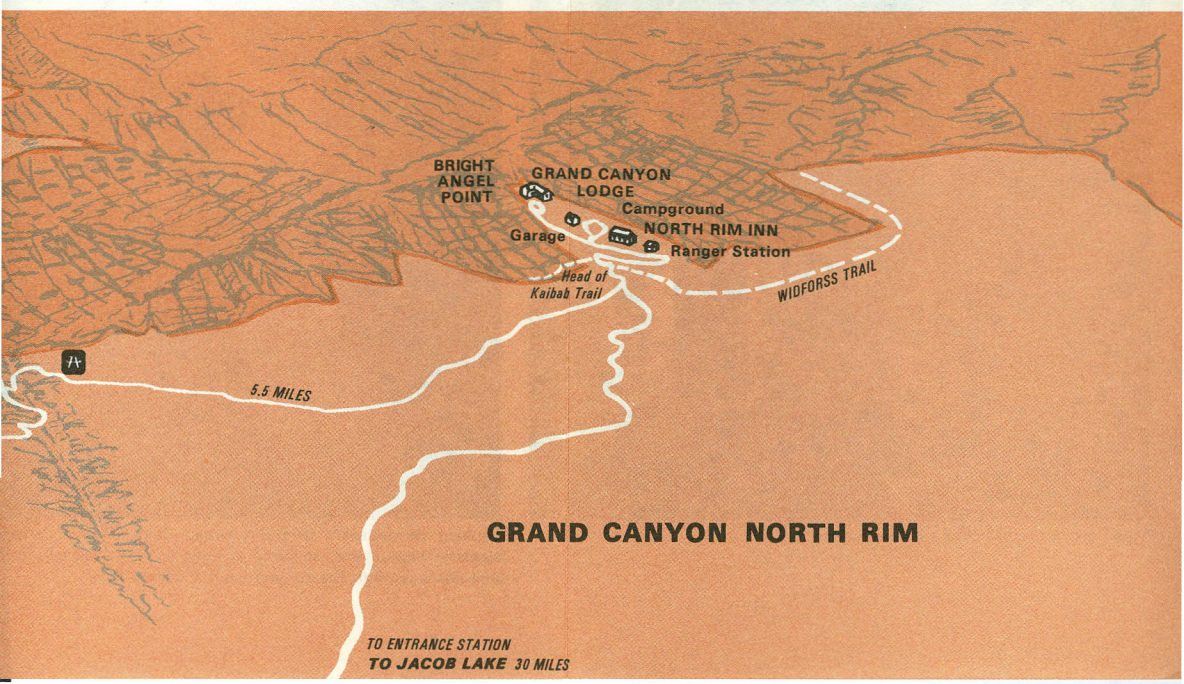 BRIGHT
ANGEL
POINT
GRAND CANYON
LODGE
Campground
NORTH RIM INN
Garage
Ranger Station
Head of
Kaibab Trail
WIDFORSS TRAIL
5.5 MILES
GRAND CANYON NORTH RIM
TO ENTRANCE STATION
TO JACOB LAKE 30 MILES